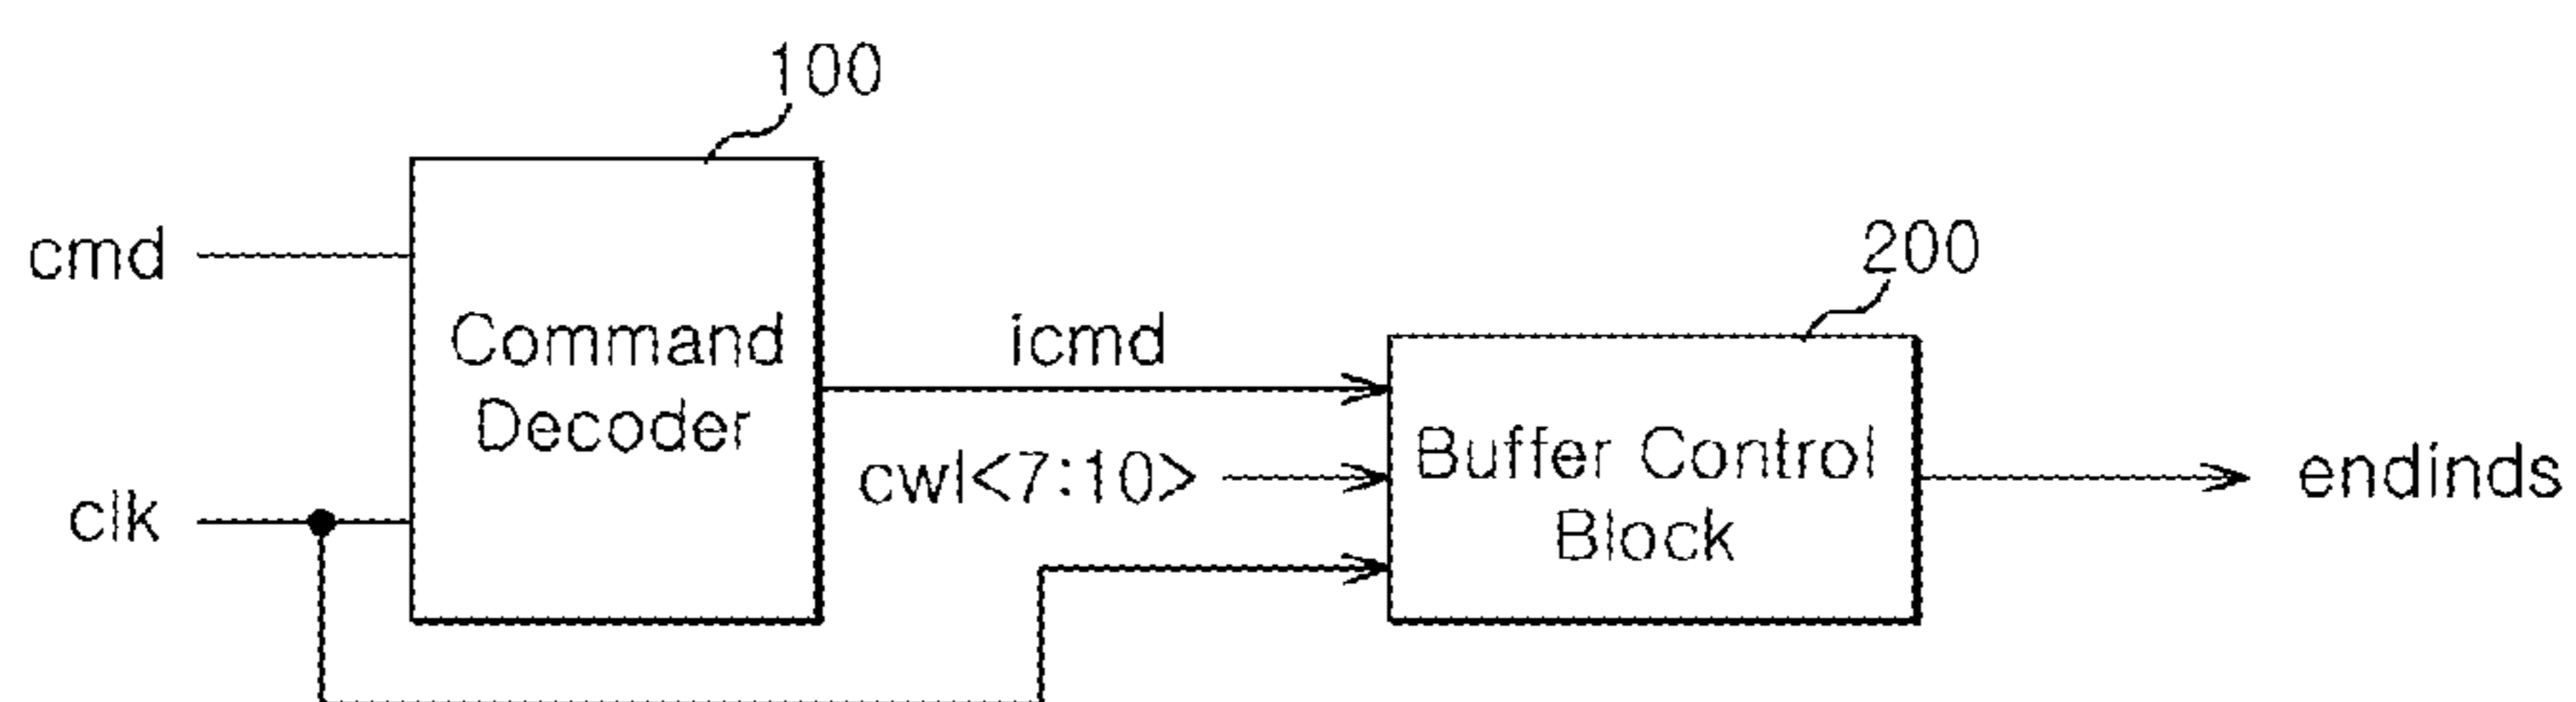 100
cmd
Command
Decoder
clk
icmd
cwl<7:10>
200
Buffer Control
Block
endinds